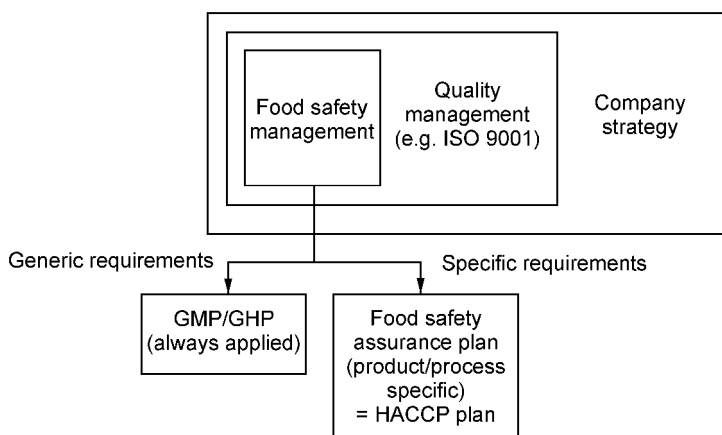 Food safety
management
Quality
management
(e.g. ISO 9001)
Company
strategy
Generic requirements
Specific requirements
GMP/GHP
(always applied)
Food safety
assurance plan
(product/process
specific)
= HACCP plan